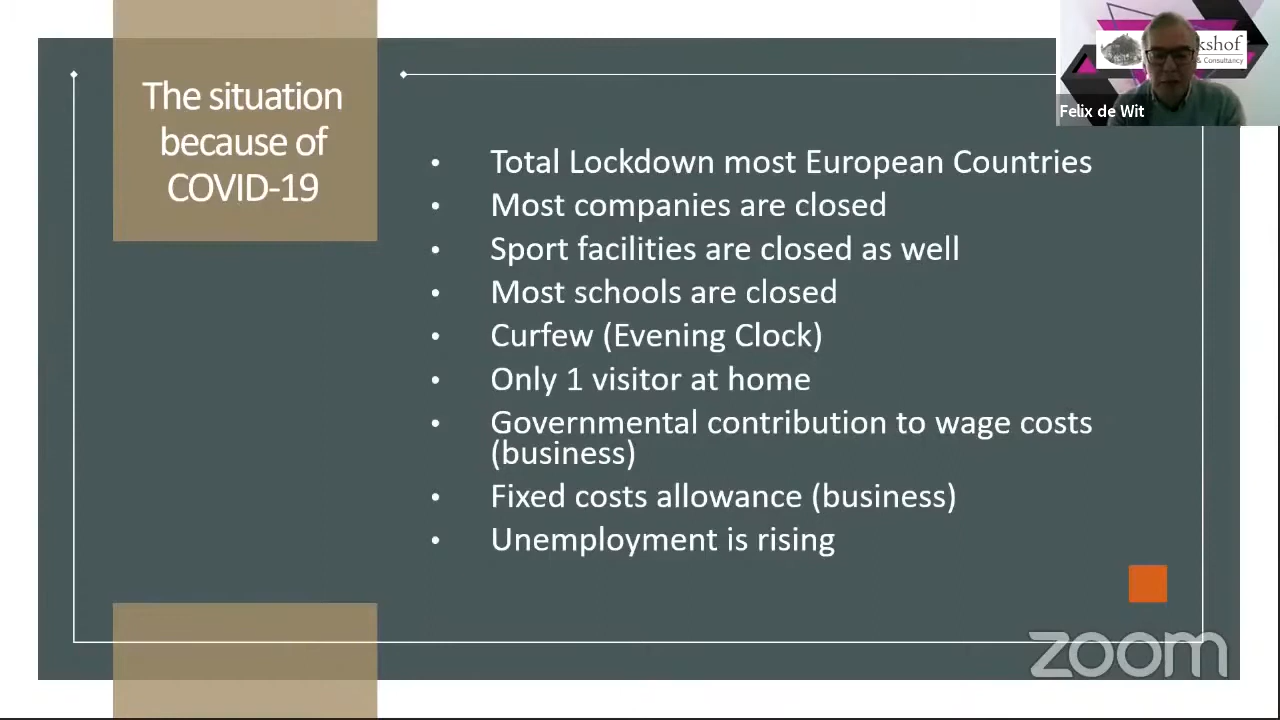 The situation
because of
COVID-19
• Total Lockdown most European Countries
• Most companies are closed
• Sport facilities are closed as well
• Most schools are closed
• Curfew (Evening Clock)
• Only 1 visitor at home
• Governmental contribution to wage costs
(business)
• Fixed costs allowance (business)
• Unemployment is rising
kshof
& Consultancy
Felix de Wit
zoom